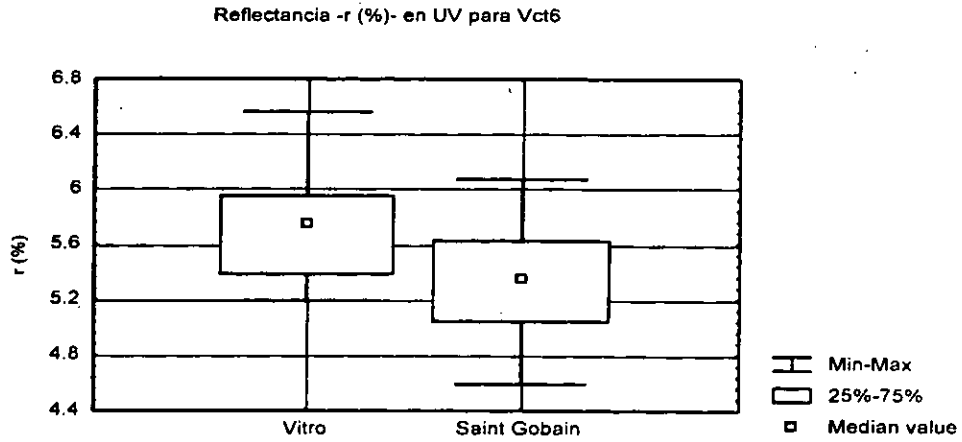 Reflectancia -r (%)- en UV para Vct6
6.8
6.4
6
5.6
5.2
4.8
4.4
r (%)
Vitro
Saint Gobain
Min-Max
25%-75%
Median value